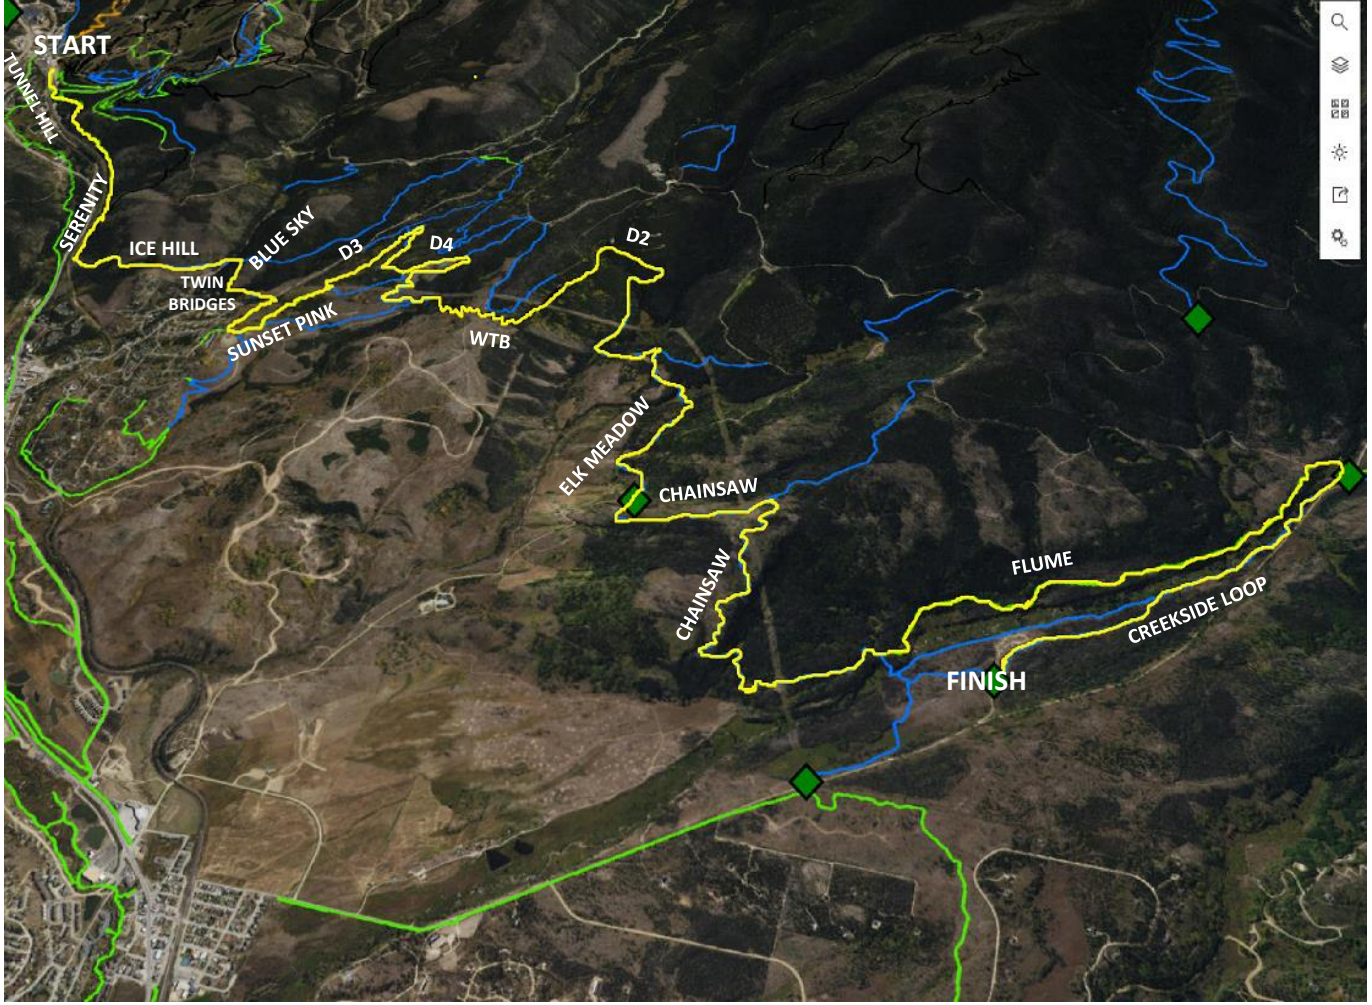 START
TUNNEL HILL
SERENITY
ICE HILL
BLUE SKY
TWIN
BRIDGES
D3
D4
D2
SUNSET PINK
WTB
ELK MEADOW
CHAINSAW
CHAINSAW
FLUME
CREEKSIDE LOOP
FINISH